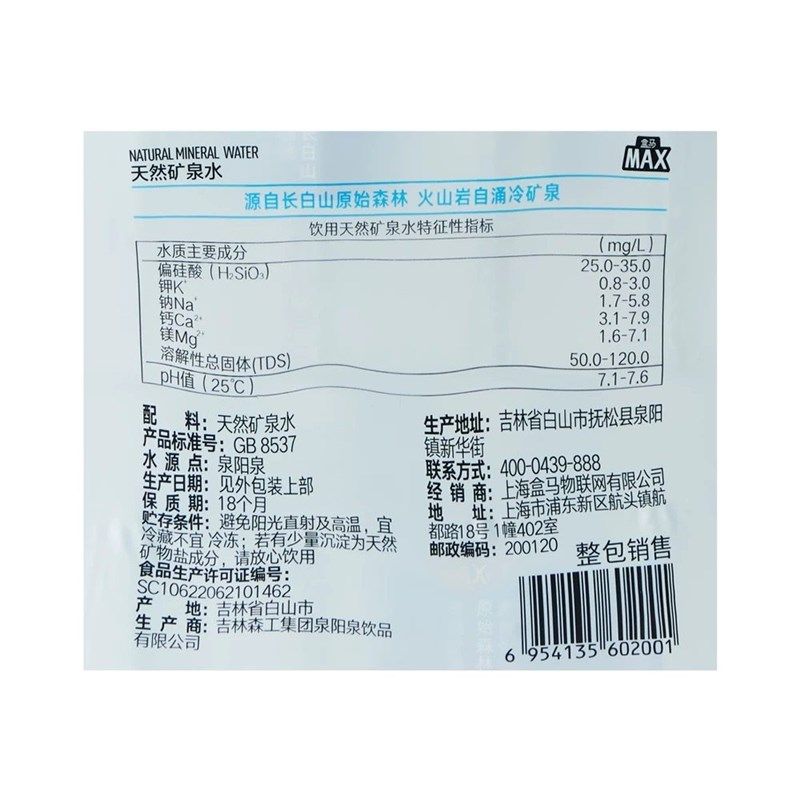 NATURAL MINERAL WATER
天然矿泉水
盒马
MAX
源自长白山原始森林 火山岩自涌冷矿泉
饮用天然矿泉水特征性指标
水质主要成分 (mg/L)
偏硅酸（H₂SiO₃） 25.0-35.0
钾K⁺ 0.8-3.0
钠Na⁺ 1.7-5.8
钙Ca²⁺ 3.1-7.9
镁Mg²⁺ 1.6-7.1
溶解性总固体(TDS) 50.0-120.0
pH值（25℃） 7.1-7.6
配 料：天然矿泉水
产品标准号：GB 8537
水 源 点：泉阳泉
生产日期：见外包装上部
保 质 期：18个月
贮存条件：避免阳光直射及高温，宜
冷藏不宜 冷冻；若有少量沉淀为天然
矿物盐成分，请放心饮用
食品生产许可证编号：
SC10622062101462
产 地：吉林省白山市
生 产 商：吉林森工集团泉阳泉饮品
有限公司
生产地址：吉林省白山市抚松县泉阳
镇新华街
联系方式：400-0439-888
经 销 商：上海盒马物联网有限公司
地 址：上海市浦东新区航头镇航
都路18号 1幢402室
邮政编码：200120
整包销售
6 954135 602001
长白山
原始森林